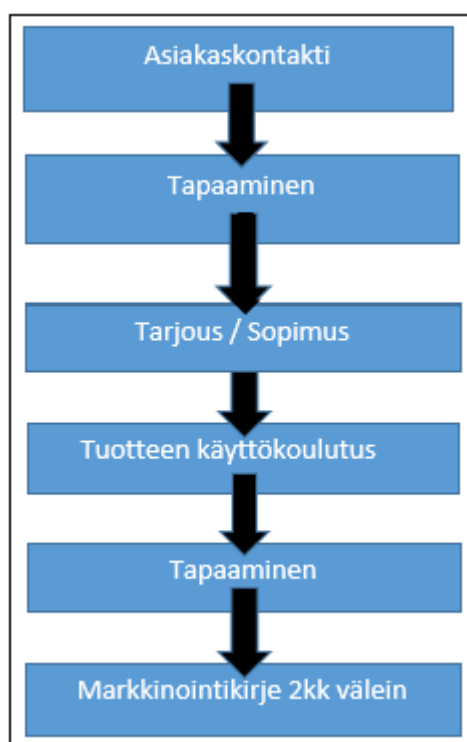 Asiakaskontakti
Tapaaminen
Tarjous / Sopimus
Tuotteen käyttökoulutus
Tapaaminen
Markkinointikirje 2kk välein